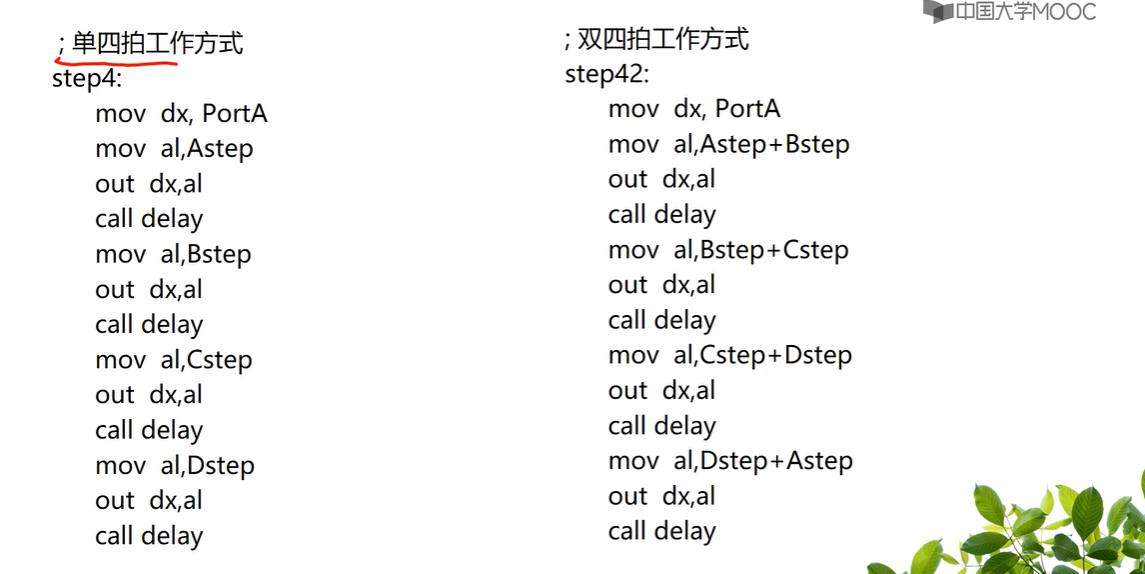 中国大学MOOC
; 单四拍工作方式
step4:
mov dx, PortA
mov al,Astep
out dx,al
call delay
mov al,Bstep
out dx,al
call delay
mov al,Cstep
out dx,al
call delay
mov al,Dstep
out dx,al
call delay
; 双四拍工作方式
step42:
mov dx, PortA
mov al,Astep+Bstep
out dx,al
call delay
mov al,Bstep+Cstep
out dx,al
call delay
mov al,Cstep+Dstep
out dx,al
call delay
mov al,Dstep+Astep
out dx,al
call delay